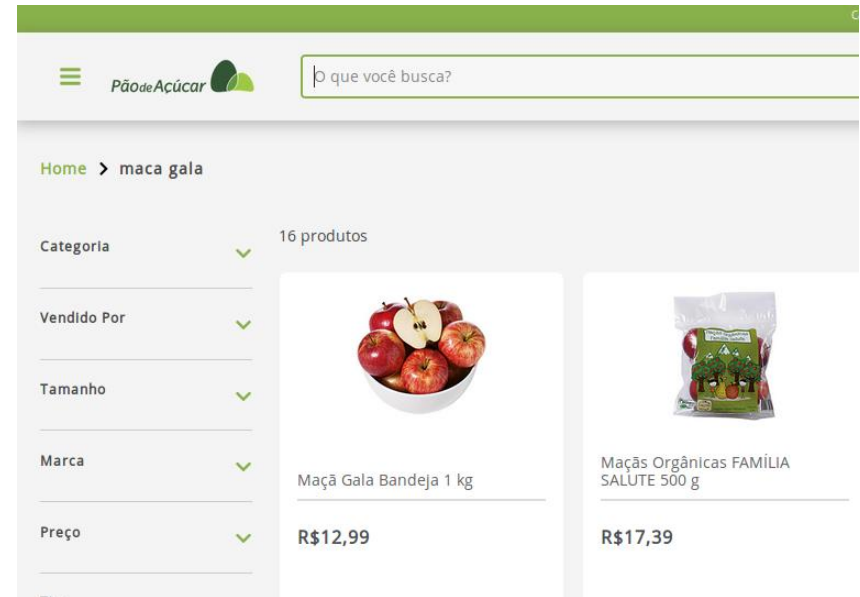 PãodeAçúcar
O que você busca?
Home > maca gala
Categoria
16 produtos
Vendido Por
Tamanho
Marca
Preço
Maçã Gala Bandeja 1 kg
R$12,99
Maçãs Orgânicas FAMÍLIA
SALUTE 500 g
R$17,39